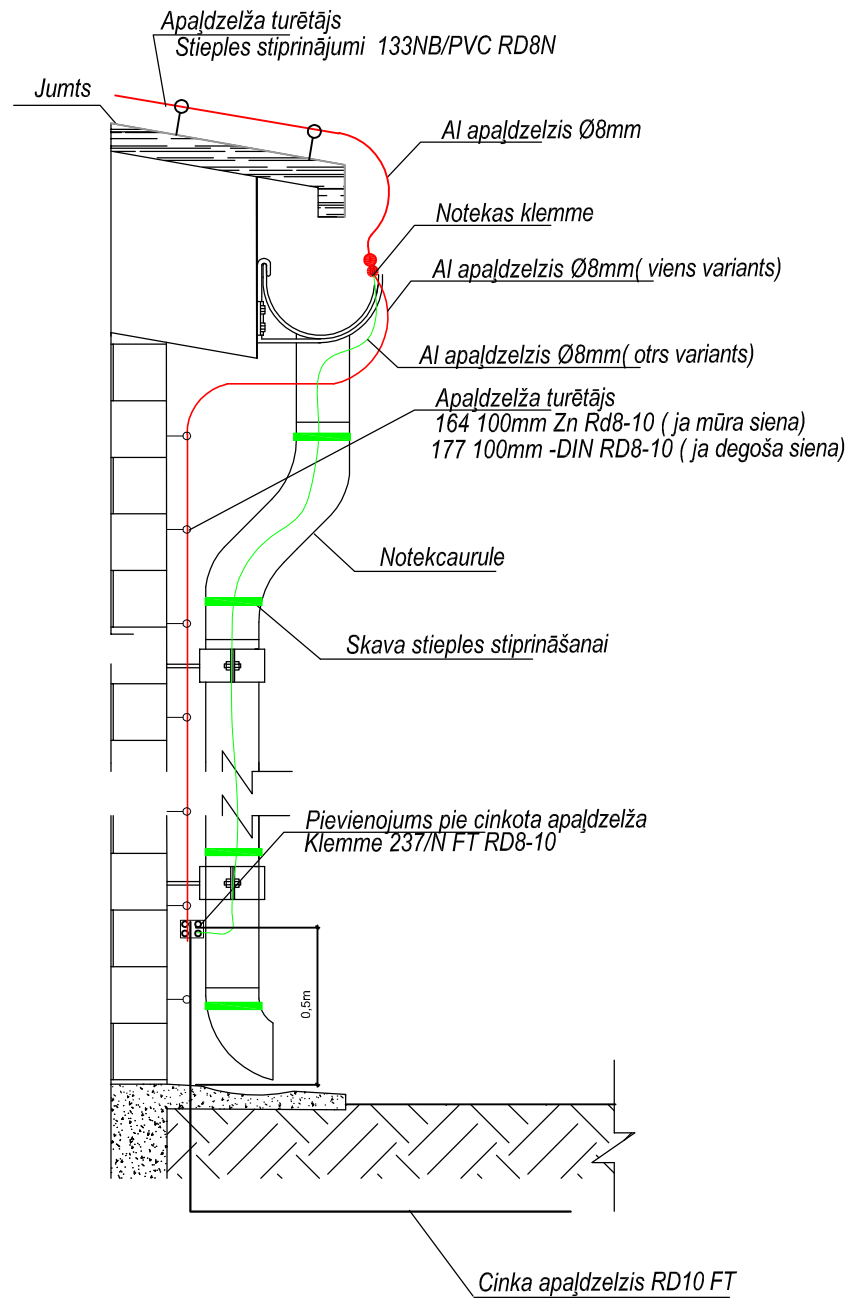 Apaļdzelža turētājs
Stieples stiprinājumi 133NB/PVC RD8N
Jumts
Al apaļdzelzis Ø8mm
Notekas klemme
Al apaļdzelzis Ø8mm( viens variants)
Al apaļdzelzis Ø8mm( otrs variants)
Apaļdzelža turētājs
164 100mm Zn Rd8-10 ( ja mūra siena)
177 100mm -DIN RD8-10 ( ja degoša siena)
Notekcaurule
Skava stieples stiprināšanai
Pievienojums pie cinkota apaļdzelža
Klemme 237/N FT RD8-10
0,5m
Cinka apaļdzelzis RD10 FT